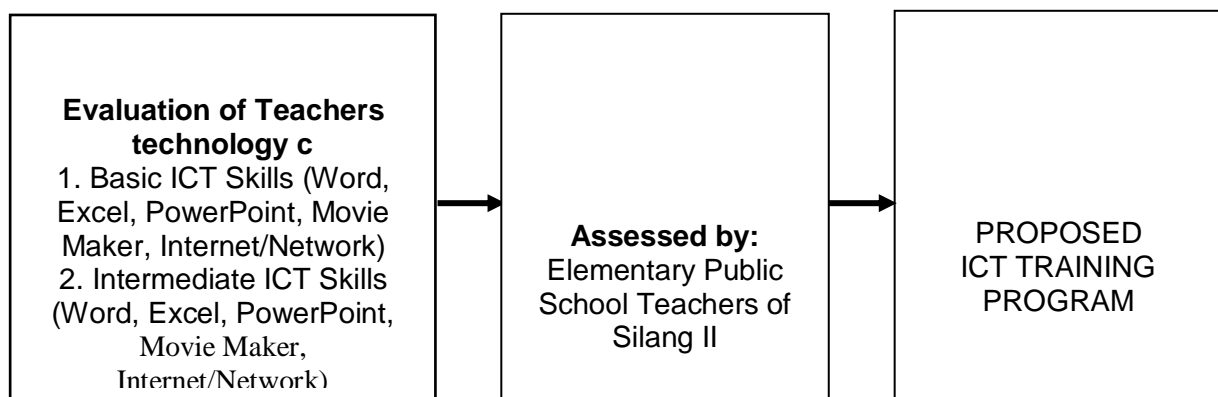 Evaluation of Teachers
technology c
1. Basic ICT Skills (Word,
Excel, PowerPoint, Movie
Maker, Internet/Network)
2. Intermediate ICT Skills
(Word, Excel, PowerPoint,
Movie Maker,
Internet/Network)
Assessed by:
Elementary Public
School Teachers of
Silang II
PROPOSED
ICT TRAINING
PROGRAM